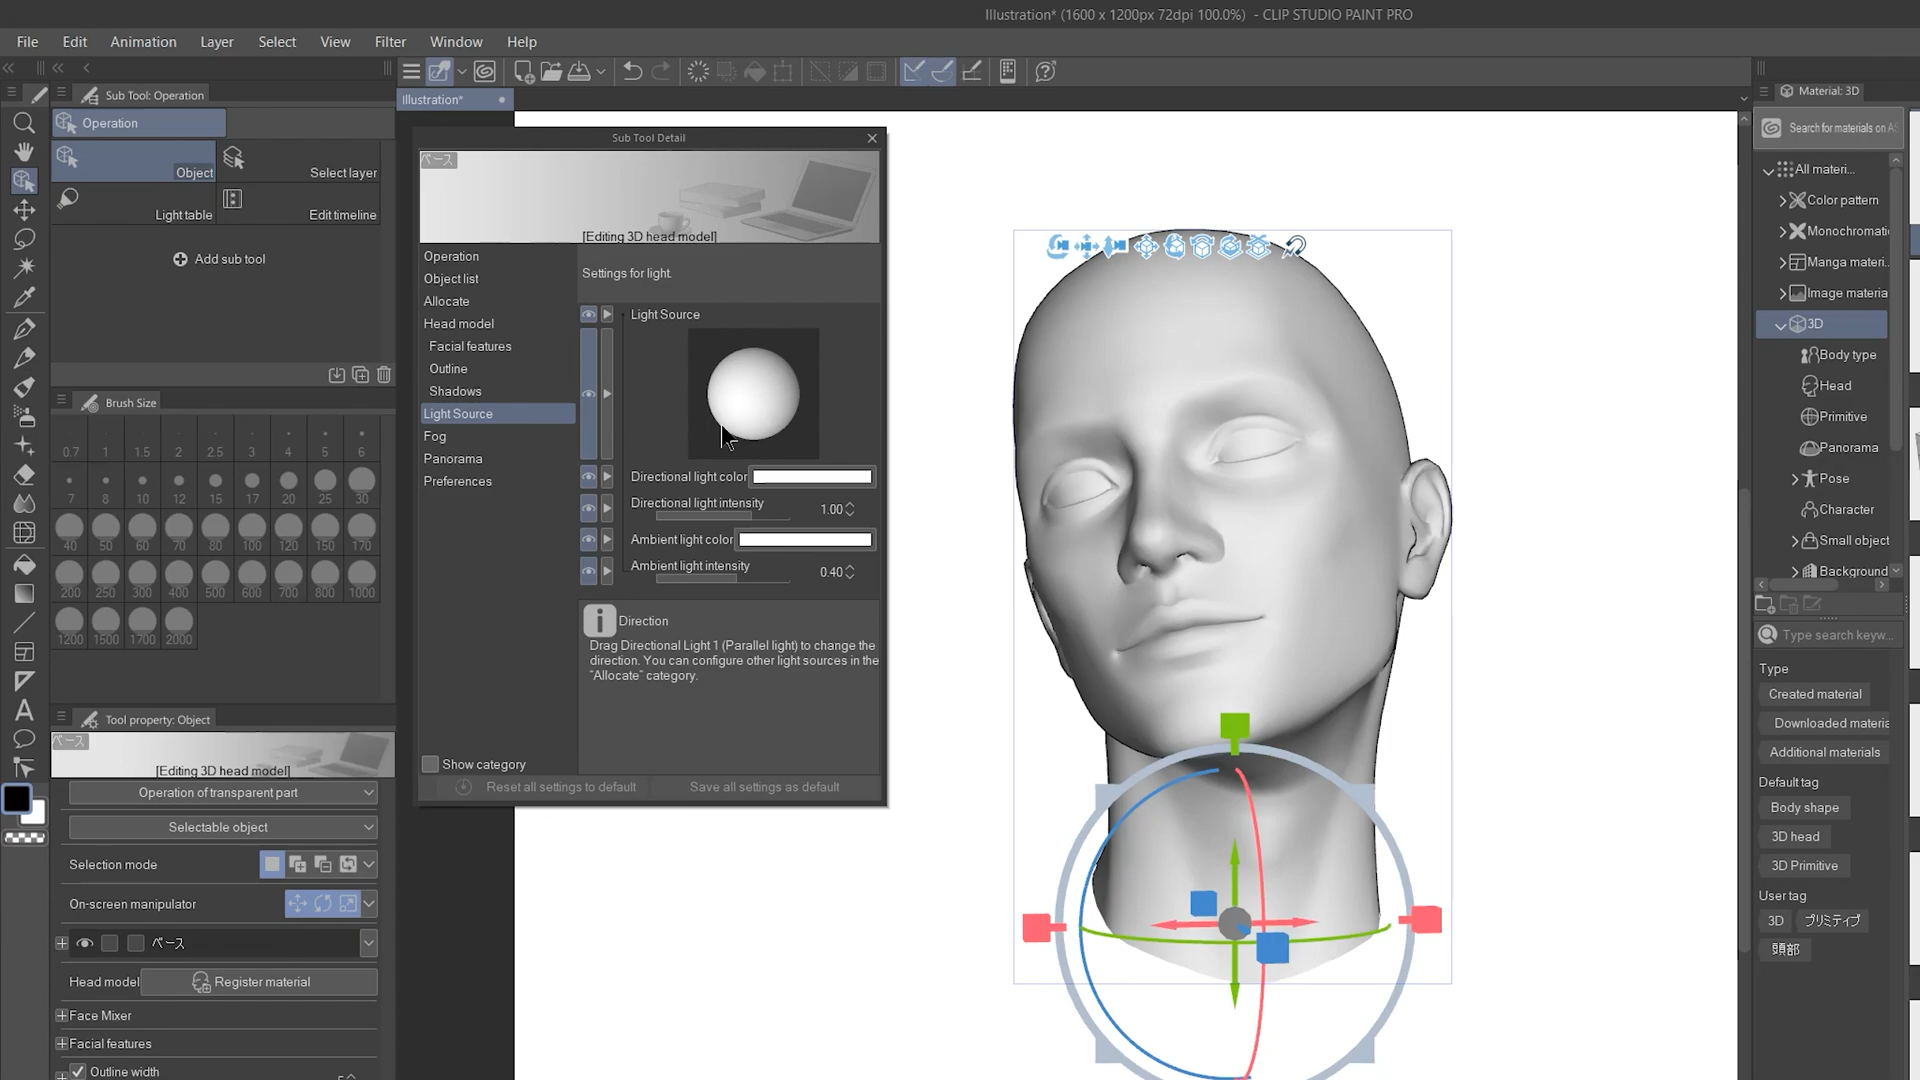 Illustration* (1600 x 1200px 72dpi 100.0%) - CLIP STUDIO PAINT PRO
File Edit Animation Layer Select View Filter Window Help
Sub Tool: Operation
Operation
Object
Select layer
Light table
Edit timeline
Add sub tool
Brush Size
0.7 1 1.5 2 2.5 3 4 5 6
7 8 10 12 15 17 20 25 30
40 50 60 70 80 100 120 150 170
200 250 300 400 500 600 700 800 1000
1200 1500 1700 2000
Tool property: Object
ベース
[Editing 3D head model]
Operation of transparent part
Selectable object
Selection mode
On-screen manipulator
ベース
Head model Register material
Face Mixer
Facial features
Outline width
Illustration*
Sub Tool Detail
ベース
[Editing 3D head model]
Operation
Object list
Allocate
Head model
Facial features
Outline
Shadows
Light Source
Fog
Panorama
Preferences
Settings for light.
Light Source
Directional light color
Directional light intensity 1.00
Ambient light color
Ambient light intensity 0.40
Direction
Drag Directional Light 1 (Parallel light) to change the
direction. You can configure other light sources in the
"Allocate" category.
Show category
Reset all settings to default
Save all settings as default
Material: 3D
Search for materials on AS
All materi...
Color pattern
Monochromati
Manga materi...
Image materia
3D
Body type
Head
Primitive
Panorama
Pose
Character
Small object
Background
Type search keyw...
Type
Created material
Downloaded materia
Additional materials
Default tag
Body shape
3D head
3D Primitive
User tag
3D プリミティブ
頭部